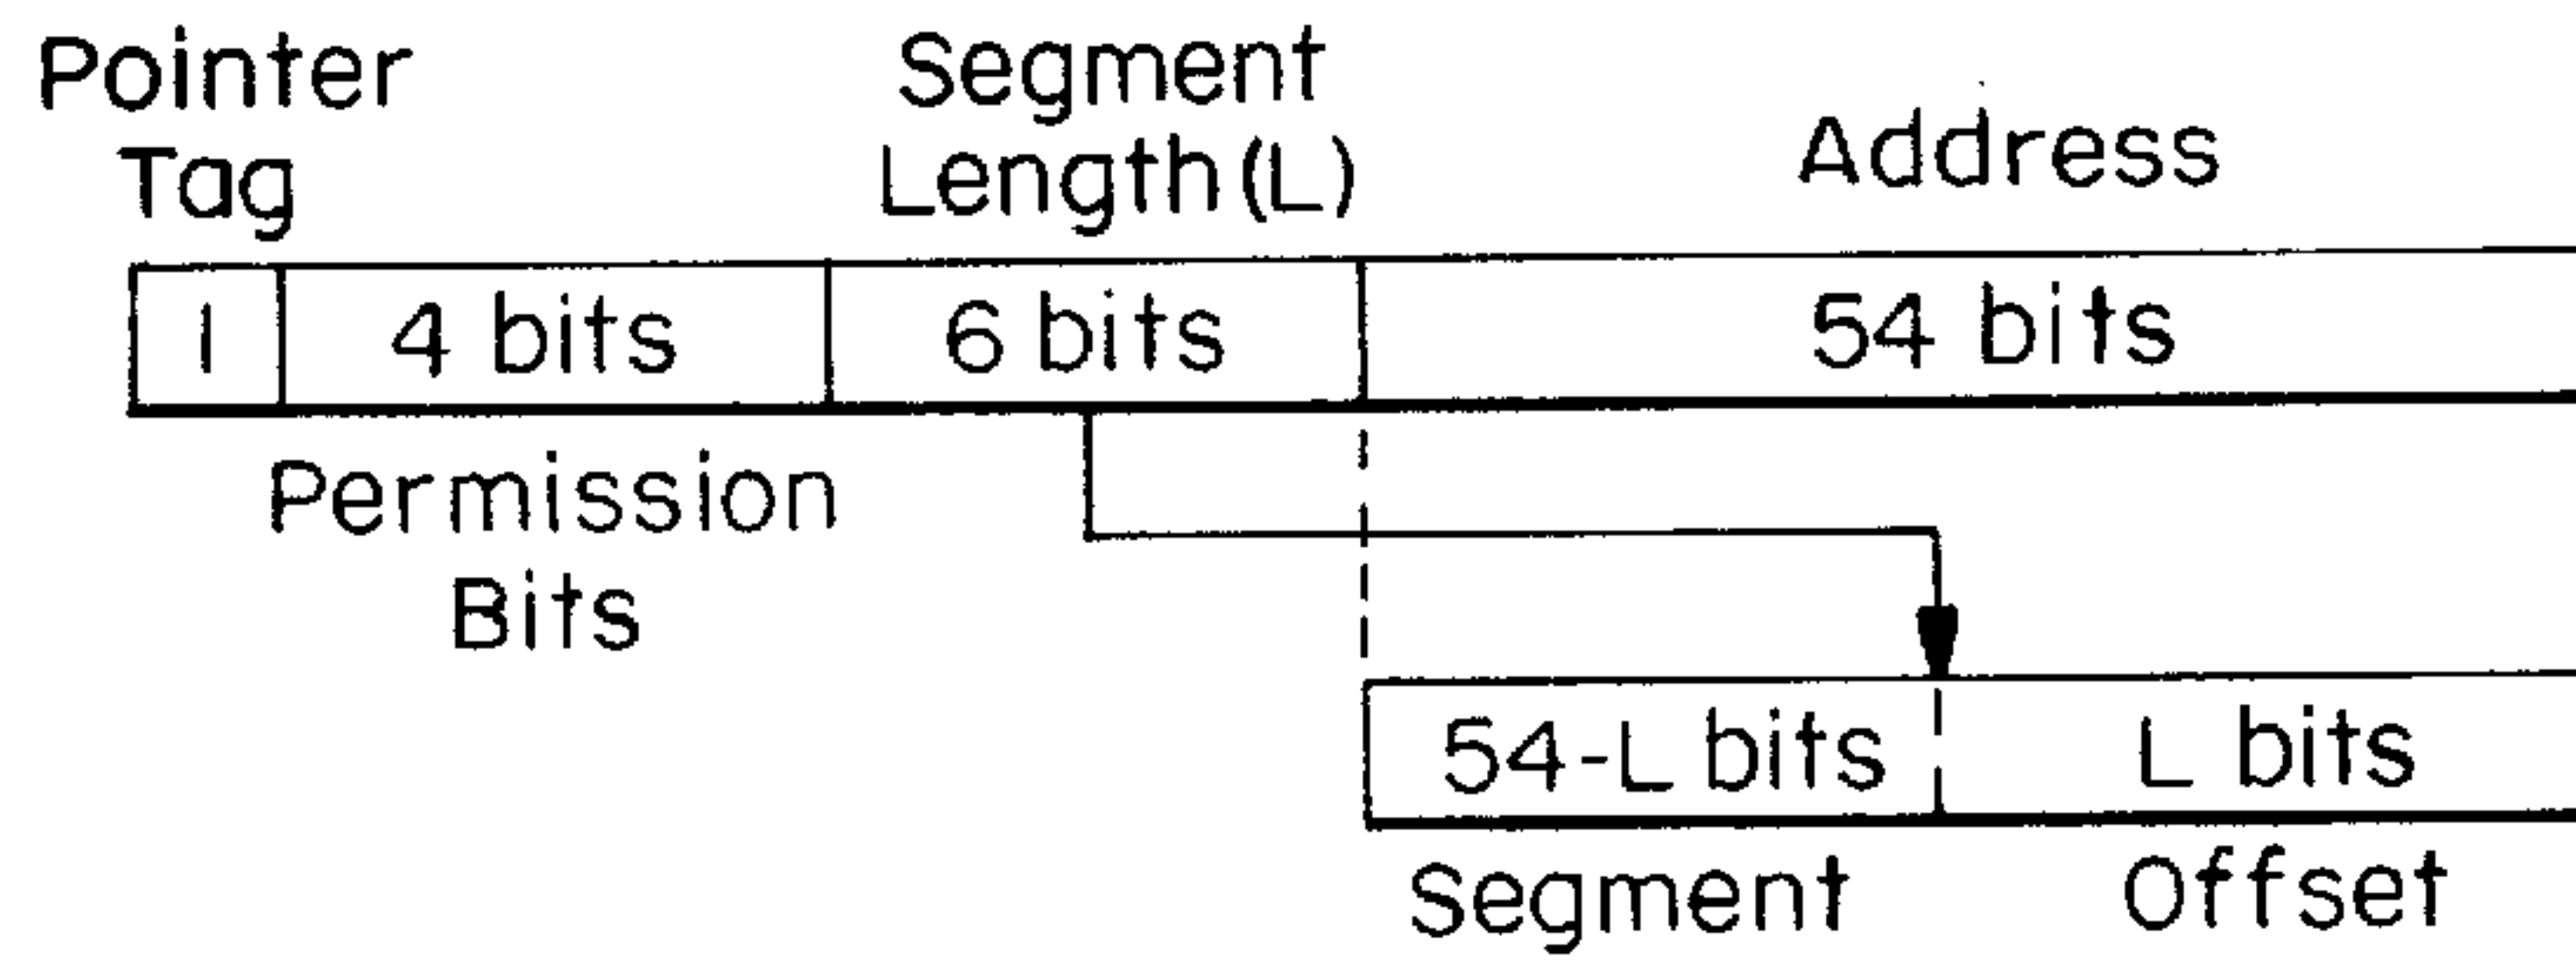 Pointer
Tag
Segment
Length (L)
Address
1
4 bits
6 bits
54 bits
Permission
Bits
54-L bits
L bits
Segment
Offset